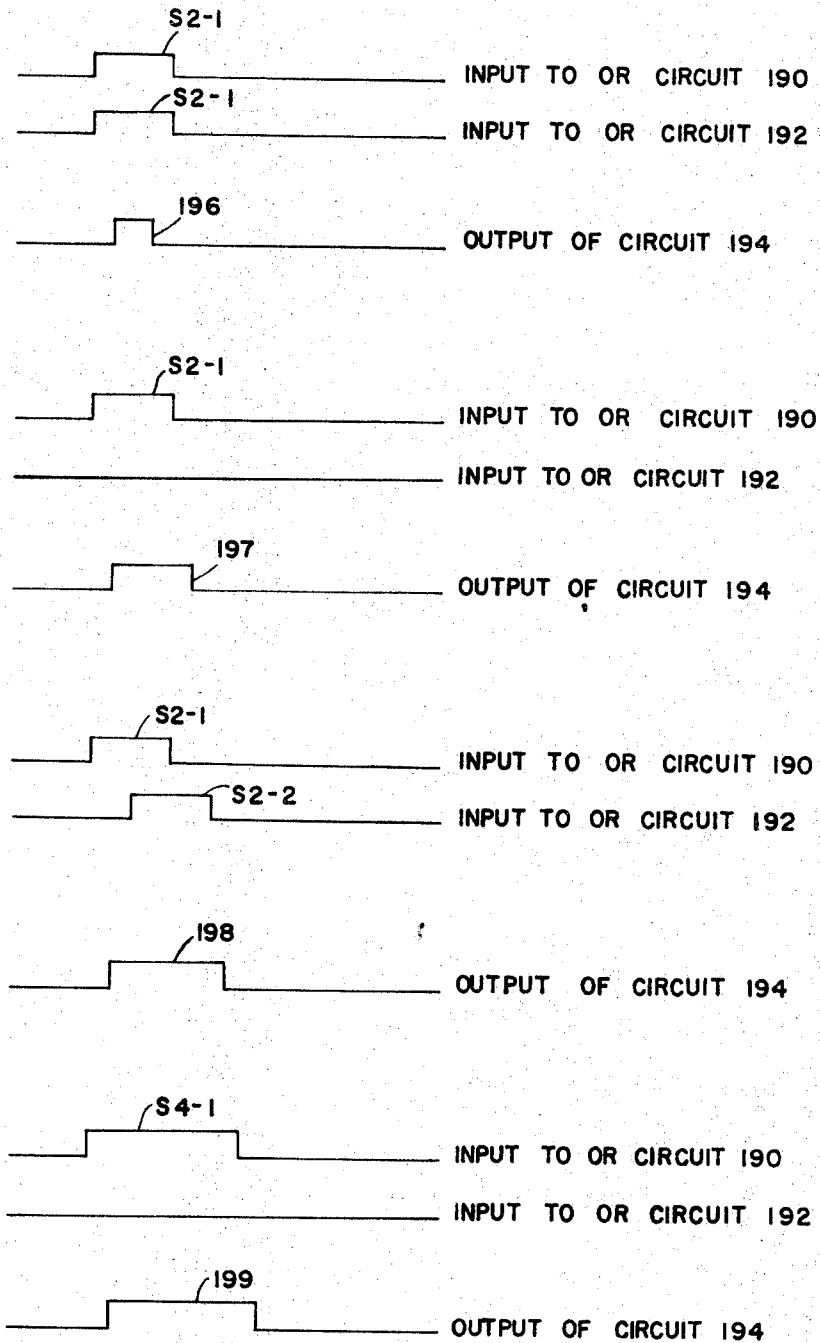 S2-1
INPUT TO OR CIRCUIT 190
S2-1
INPUT TO OR CIRCUIT 192
196
OUTPUT OF CIRCUIT 194
S2-1
INPUT TO OR CIRCUIT 190
INPUT TO OR CIRCUIT 192
197
OUTPUT OF CIRCUIT 194
S2-1
INPUT TO OR CIRCUIT 190
S2-2
INPUT TO OR CIRCUIT 192
198
OUTPUT OF CIRCUIT 194
S4-1
INPUT TO OR CIRCUIT 190
INPUT TO OR CIRCUIT 192
199
OUTPUT OF CIRCUIT 194